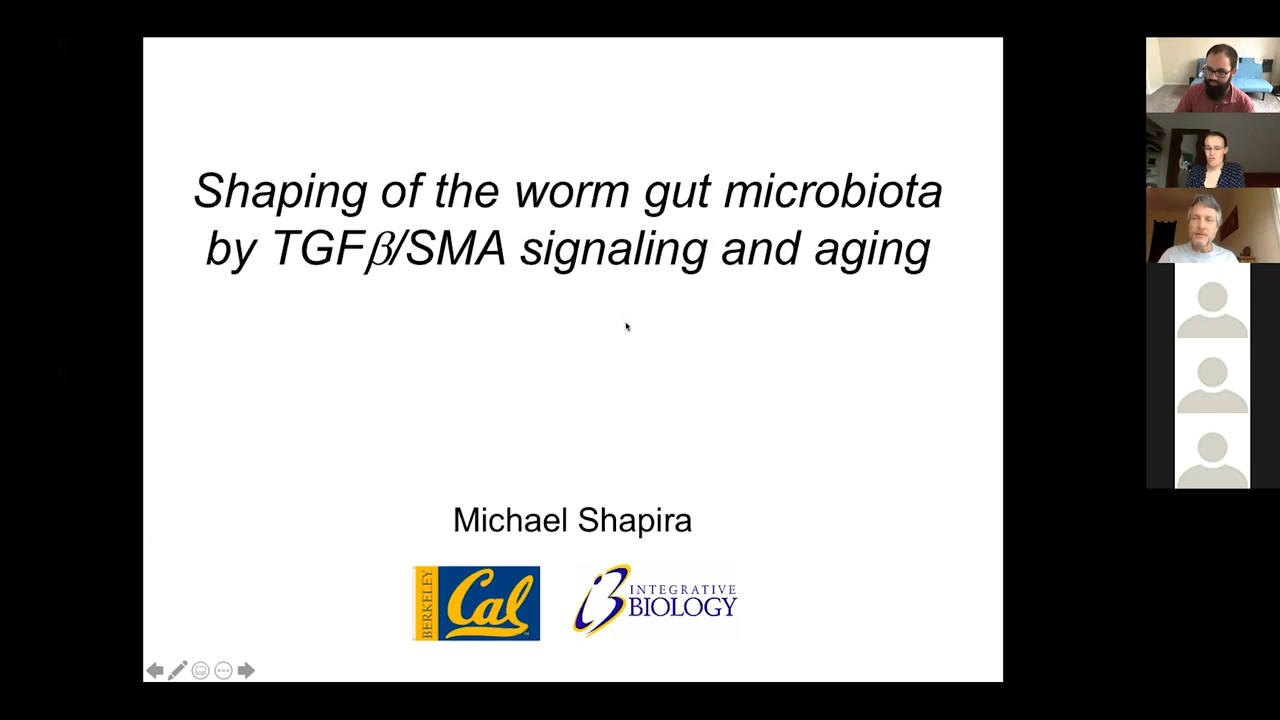 Shaping of the worm gut microbiota
by TGFβ/SMA signaling and aging
Michael Shapira
BERKELEY
Cal
INTEGRATIVE
BIOLOGY